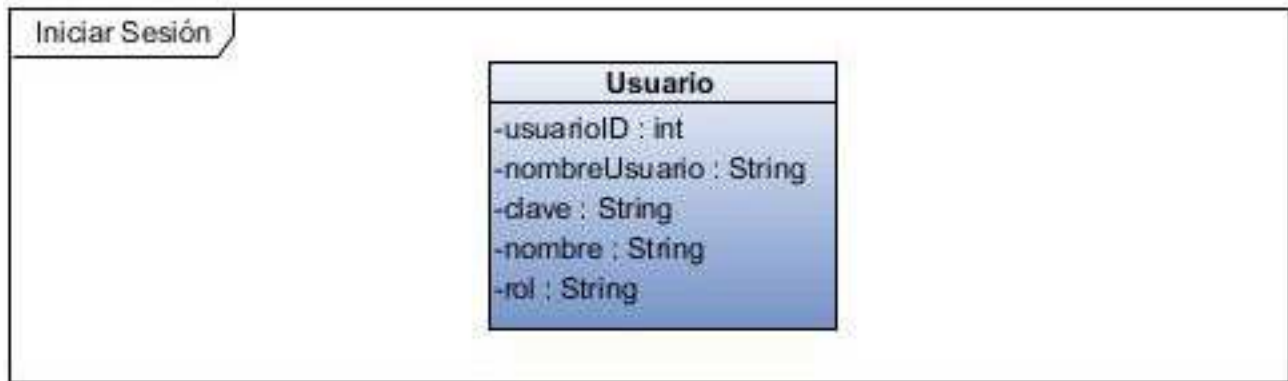 Iniciar Sesión
Usuario
-usuarioID : int
-nombreUsuario : String
-clave : String
-nombre : String
-rol : String